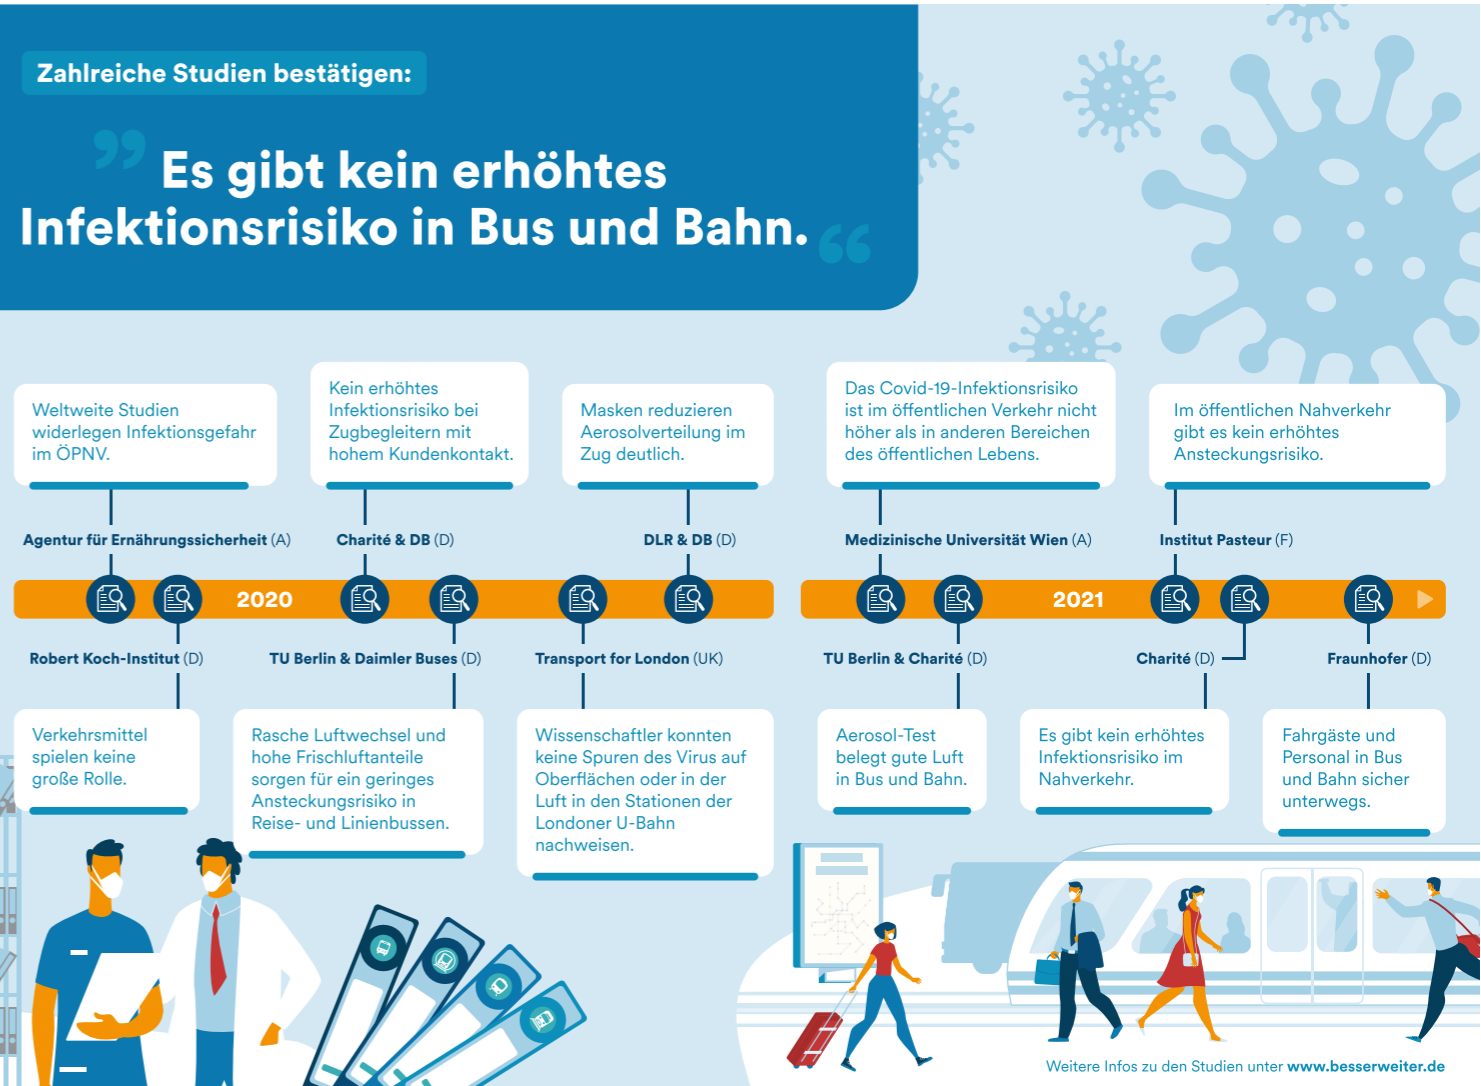 Zahlreiche Studien bestätigen:
” Es gibt kein erhöhtes
Infektionsrisiko in Bus und Bahn. “
Weltweite Studien
widerlegen Infektionsgefahr
im ÖPNV.
Kein erhöhtes
Infektionsrisiko bei
Zugbegleitern mit
hohem Kundenkontakt.
Masken reduzieren
Aerosolverteilung im
Zug deutlich.
Das Covid-19-Infektionsrisiko
ist im öffentlichen Verkehr nicht
höher als in anderen Bereichen
des öffentlichen Lebens.
Im öffentlichen Nahverkehr
gibt es kein erhöhtes
Ansteckungsrisiko.
Agentur für Ernährungssicherheit (A)
Charité & DB (D)
DLR & DB (D)
Medizinische Universität Wien (A)
Institut Pasteur (F)
2020
2021
Robert Koch-Institut (D)
TU Berlin & Daimler Buses (D)
Transport for London (UK)
TU Berlin & Charité (D)
Charité (D)
Fraunhofer (D)
Verkehrsmittel
spielen keine
große Rolle.
Rasche Luftwechsel und
hohe Frischluftanteile
sorgen für ein geringes
Ansteckungsrisiko in
Reise- und Linienbussen.
Wissenschaftler konnten
keine Spuren des Virus auf
Oberflächen oder in der
Luft in den Stationen der
Londoner U-Bahn
nachweisen.
Aerosol-Test
belegt gute Luft
in Bus und Bahn.
Es gibt kein erhöhtes
Infektionsrisiko im
Nahverkehr.
Fahrgäste und
Personal in Bus
und Bahn sicher
unterwegs.
Weitere Infos zu den Studien unter www.besserweiter.de